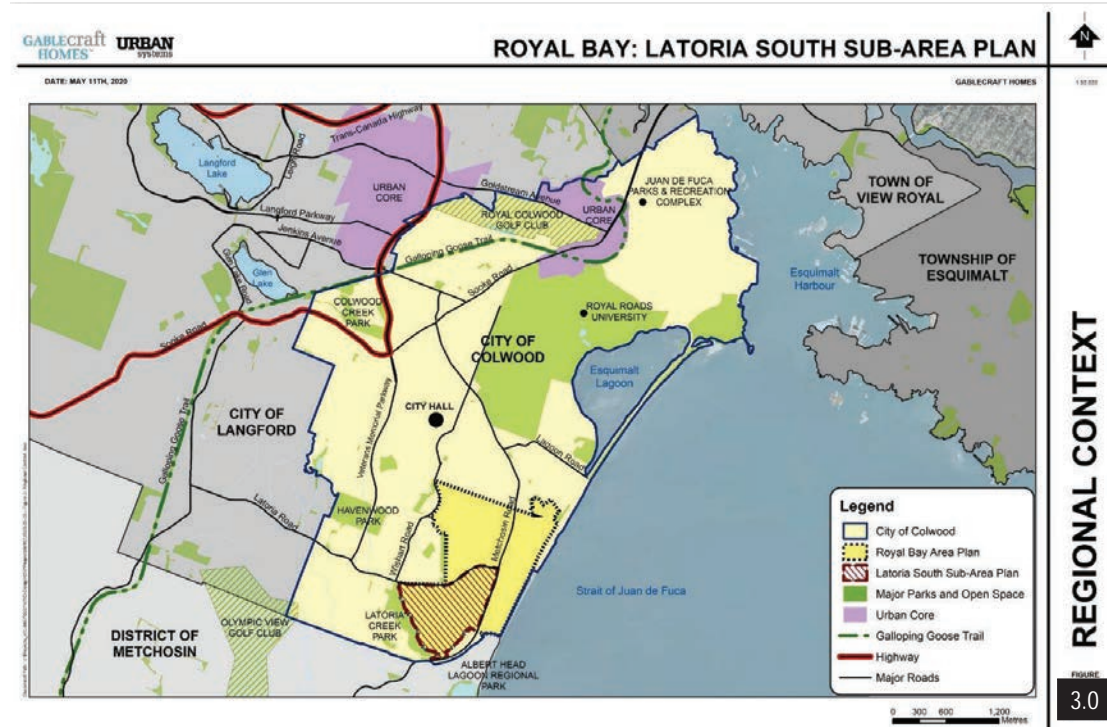 GABLECraft
HOMES
URBAN
systems
ROYAL BAY: LATORIA SOUTH SUB-AREA PLAN
N
DATE: MAY 11TH, 2020
GABLECRAFT HOMES
Trans-Canada Highway
Langford
Lake
Leigh Road
URBAN
CORE
Goldstream Avenue
JUAN DE FUCA
PARKS & RECREATION
COMPLEX
TOWN OF
VIEW ROYAL
Langford Parkway
Jenkins Avenue
ROYAL COLWOOD
GOLF CLUB
URBAN
CORE
Galloping Goose Trail
TOWNSHIP OF
ESQUIMALT
Glen Lake Road
Glen
Lake
Sooke Road
Esquimalt
Harbour
COLWOOD
CREEK
PARK
ROYAL ROADS
UNIVERSITY
Sooke Road
CITY OF
COLWOOD
Esquimalt
Lagoon
Galloping Goose Trail
CITY OF
LANGFORD
CITY HALL
Veterans Memorial Parkway
Lagoon Road
Latoria Road
HAVENWOOD
PARK
Wishart Road
Metchosin Road
Strait of Juan de Fuca
OLYMPIC VIEW
GOLF CLUB
LATORIA
CREEK
PARK
DISTRICT OF
METCHOSIN
ALBERT HEAD
LAGOON REGIONAL
PARK
Legend
City of Colwood
Royal Bay Area Plan
Latoria South Sub-Area Plan
Major Parks and Open Space
Urban Core
Galloping Goose Trail
Highway
Major Roads
0 300 600 1,200
Metres
REGIONAL CONTEXT
FIGURE
3.0